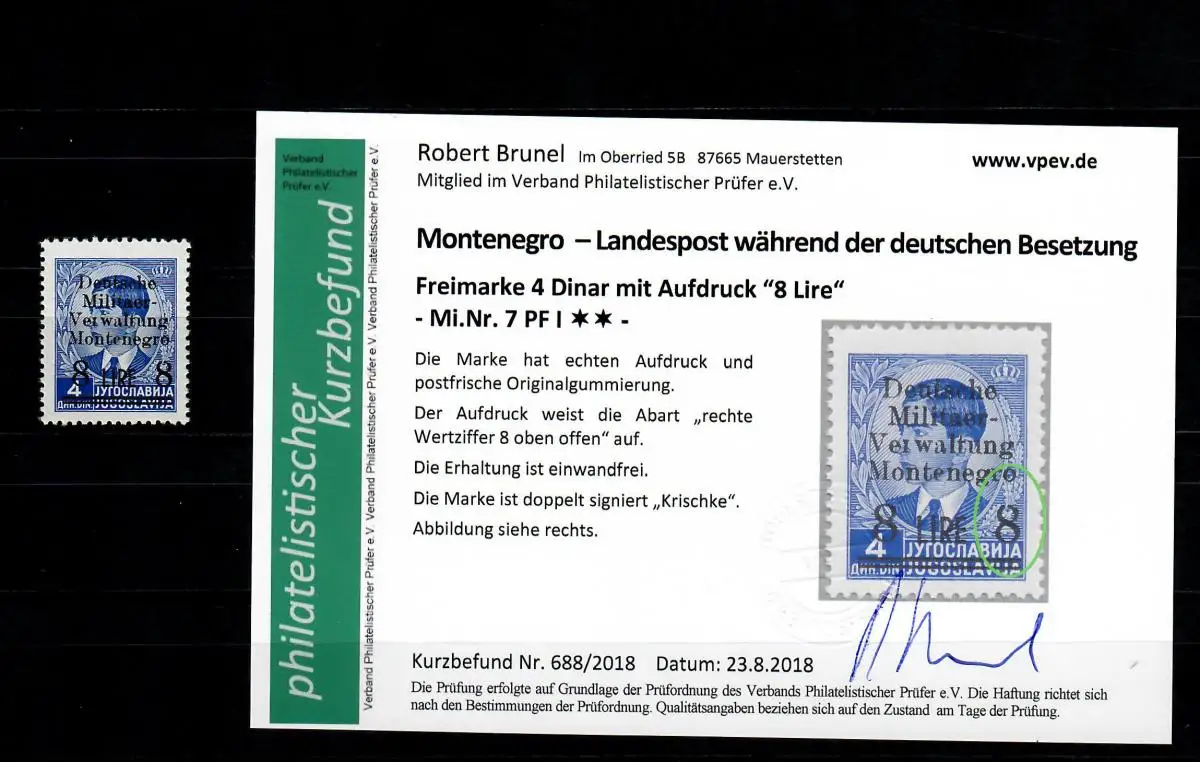 Deutsche
Militaer-
Verwaltung
Montenegro
8 LIRE 8
4 ЈУГОСЛАВИЈА
ДИН. DIN. JUGOSLAVIJA
Verband
Philatelistischer
Prüfer e.V.
philatelistischer
Kurzbefund
Verband Philatelistischer Prüfer e.V. Verband Philatelistischer Prüfer e.V. Verband Philatelistischer Prüfer e.V.
Robert Brunel Im Oberried 5B 87665 Mauerstetten
www.vpev.de
Mitglied im Verband Philatelistischer Prüfer e.V.
Montenegro – Landespost während der deutschen Besetzung
Freimarke 4 Dinar mit Aufdruck “8 Lire“
- Mi.Nr. 7 PF I ✶✶ -
Die Marke hat echten Aufdruck und
postfrische Originalgummierung.
Der Aufdruck weist die Abart „rechte
Wertziffer 8 oben offen“ auf.
Die Erhaltung ist einwandfrei.
Die Marke ist doppelt signiert „Krischke“.
Abbildung siehe rechts.
Deutsche
Militaer-
Verwaltung
Montenegro
8 LIRE 8
4 ЈУГОСЛАВИЈА
ДИН. DIN. JUGOSLAVIJA
Kurzbefund Nr. 688/2018 Datum: 23.8.2018
Die Prüfung erfolgte auf Grundlage der Prüfordnung des Verbands Philatelistischer Prüfer e.V. Die Haftung richtet sich
nach den Bestimmungen der Prüfordnung. Qualitätsangaben beziehen sich auf den Zustand am Tage der Prüfung.